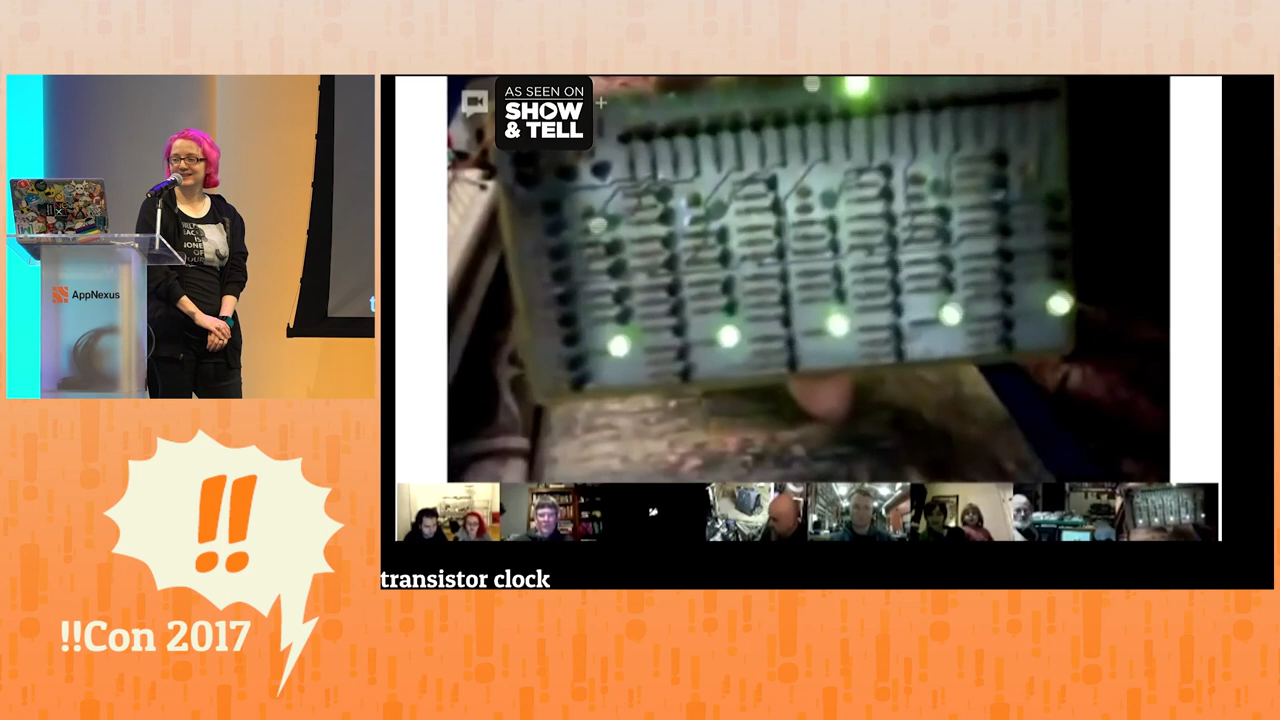 AS SEEN ON
SHOW
& TELL
AppNexus
transistor clock
!!
!!Con 2017